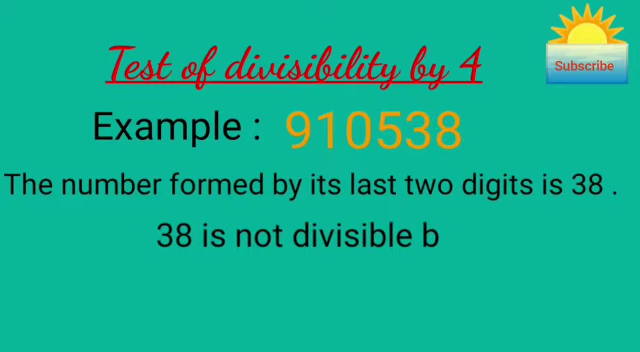 Test of divisibility by 4
Subscribe
Example : 910538
The number formed by its last two digits is 38 .
38 is not divisible b